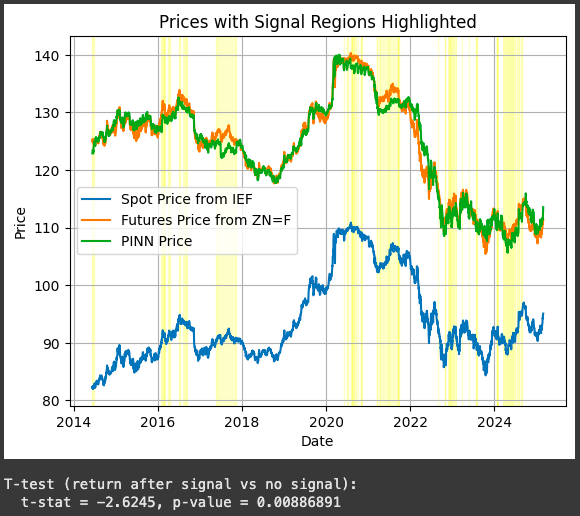 Prices with Signal Regions Highlighted
140
130
120
110
100
90
80
Price
Spot Price from IEF
Futures Price from ZN=F
PINN Price
2014
2016
2018
2020
2022
2024
Date
T-test (return after signal vs no signal):
t-stat = -2.6245, p-value = 0.00886891